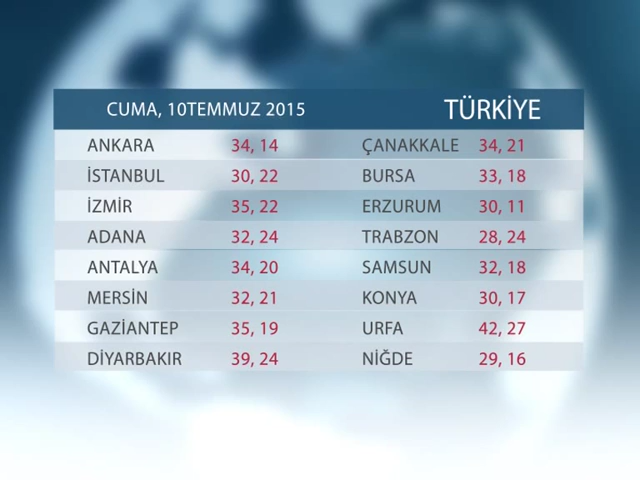 CUMA, 10TEMMUZ 2015 TÜRKİYE
ANKARA 34, 14 ÇANAKKALE 34, 21
İSTANBUL 30, 22 BURSA 33, 18
İZMİR 35, 22 ERZURUM 30, 11
ADANA 32, 24 TRABZON 28, 24
ANTALYA 34, 20 SAMSUN 32, 18
MERSİN 32, 21 KONYA 30, 17
GAZİANTEP 35, 19 URFA 42, 27
DİYARBAKIR 39, 24 NİĞDE 29, 16